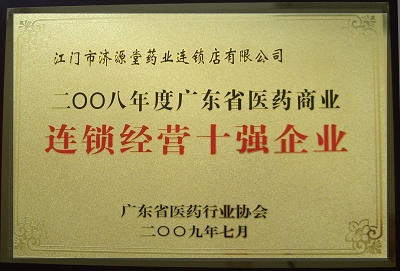 江门市济源堂药业连锁店有限公司
二〇〇八年度广东省医药商业
连锁经营十强企业
广东省医药行业协会
二〇〇九年七月